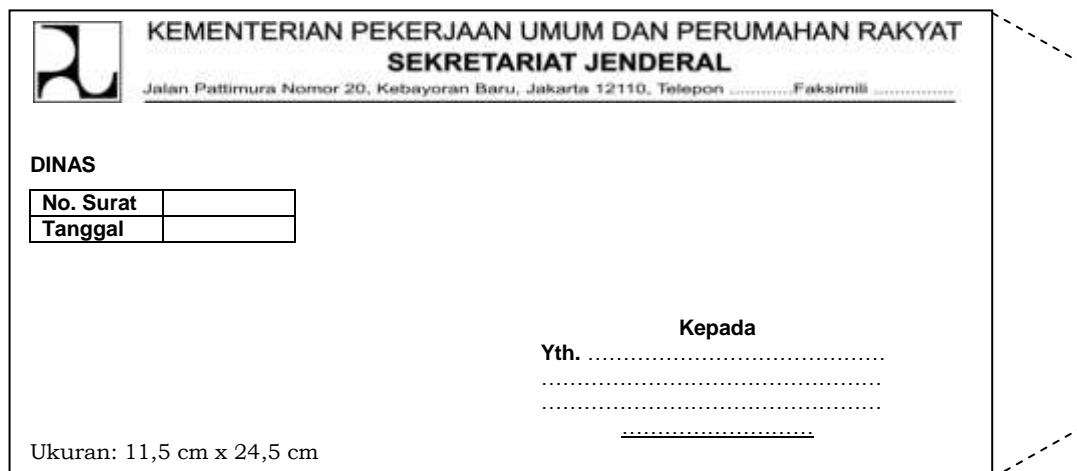 KEMENTERIAN PEKERJAAN UMUM DAN PERUMAHAN RAKYAT
SEKRETARIAT JENDERAL
Jalan Pattimura Nomor 20, Kebayoran Baru, Jakarta 12110, Telepon ............Faksimili ...............
DINAS
No. Surat
Tanggal
Kepada
Yth. ……………………………………
…………………………………………
…………………………………………
………………………
Ukuran: 11,5 cm x 24,5 cm